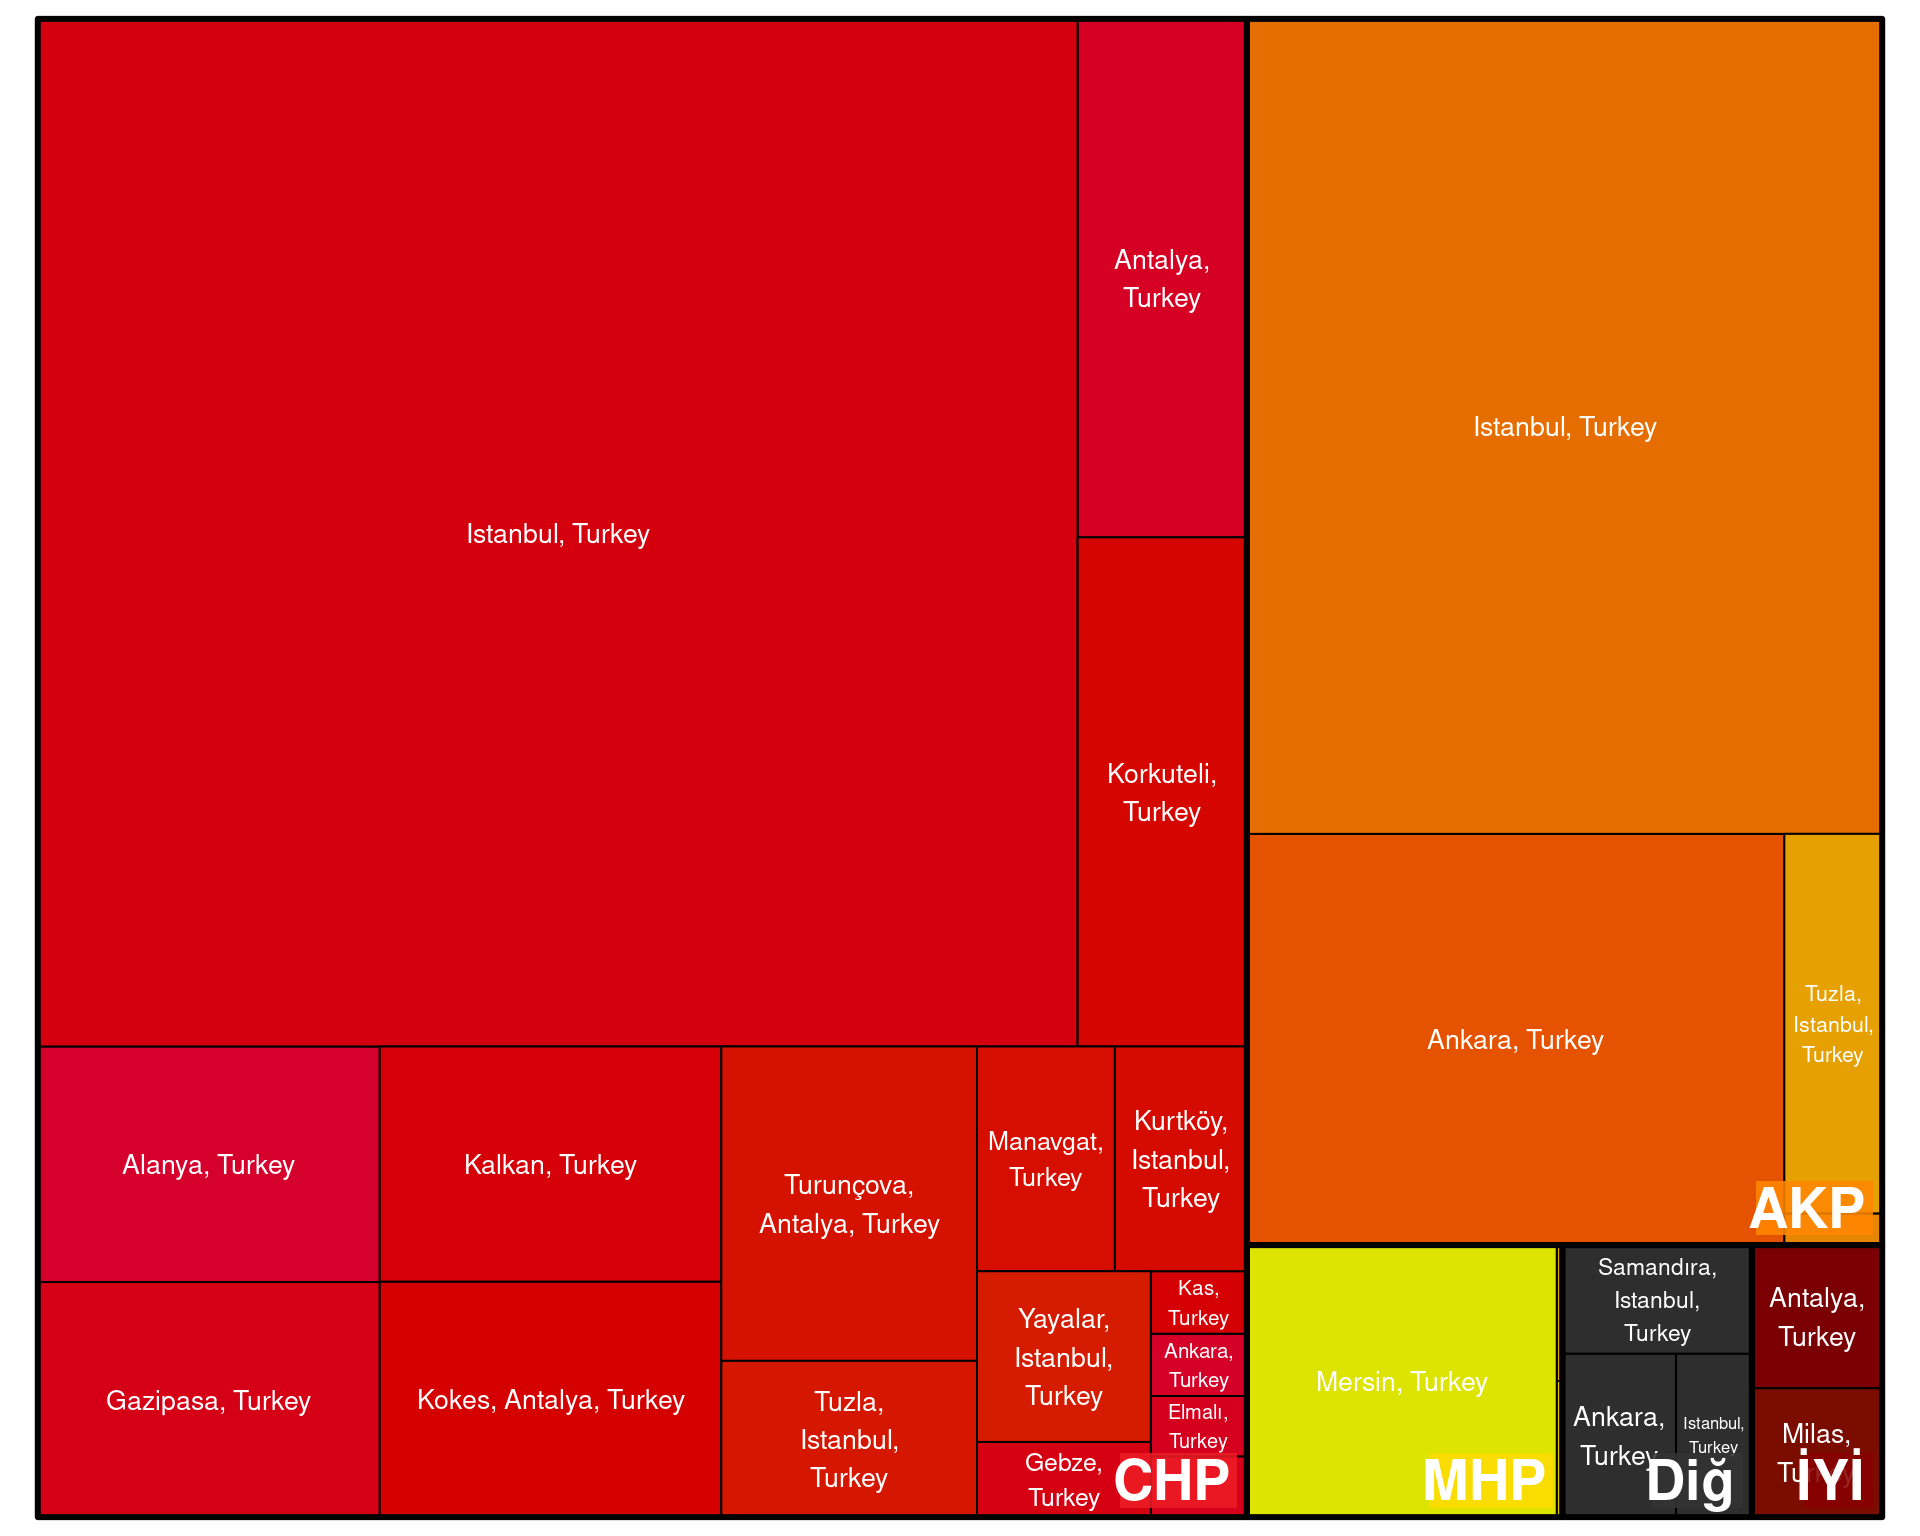 Istanbul, Turkey
Antalya,
Turkey
Korkuteli,
Turkey
Alanya, Turkey
Kalkan, Turkey
Gazipasa, Turkey
Kokes, Antalya, Turkey
Turunçova,
Antalya, Turkey
Tuzla,
Istanbul,
Turkey
Manavgat,
Turkey
Kurtköy,
Istanbul,
Turkey
Yayalar,
Istanbul,
Turkey
Kas,
Turkey
Ankara,
Turkey
Elmalı,
Turkey
Gebze,
Turkey
CHP
Istanbul, Turkey
Ankara, Turkey
Tuzla,
Istanbul,
Turkey
AKP
Mersin, Turkey
MHP
Samandıra,
Istanbul,
Turkey
Ankara,
Turkey
Istanbul,
Turkey
Diğ
Antalya,
Turkey
Milas,
İYİ